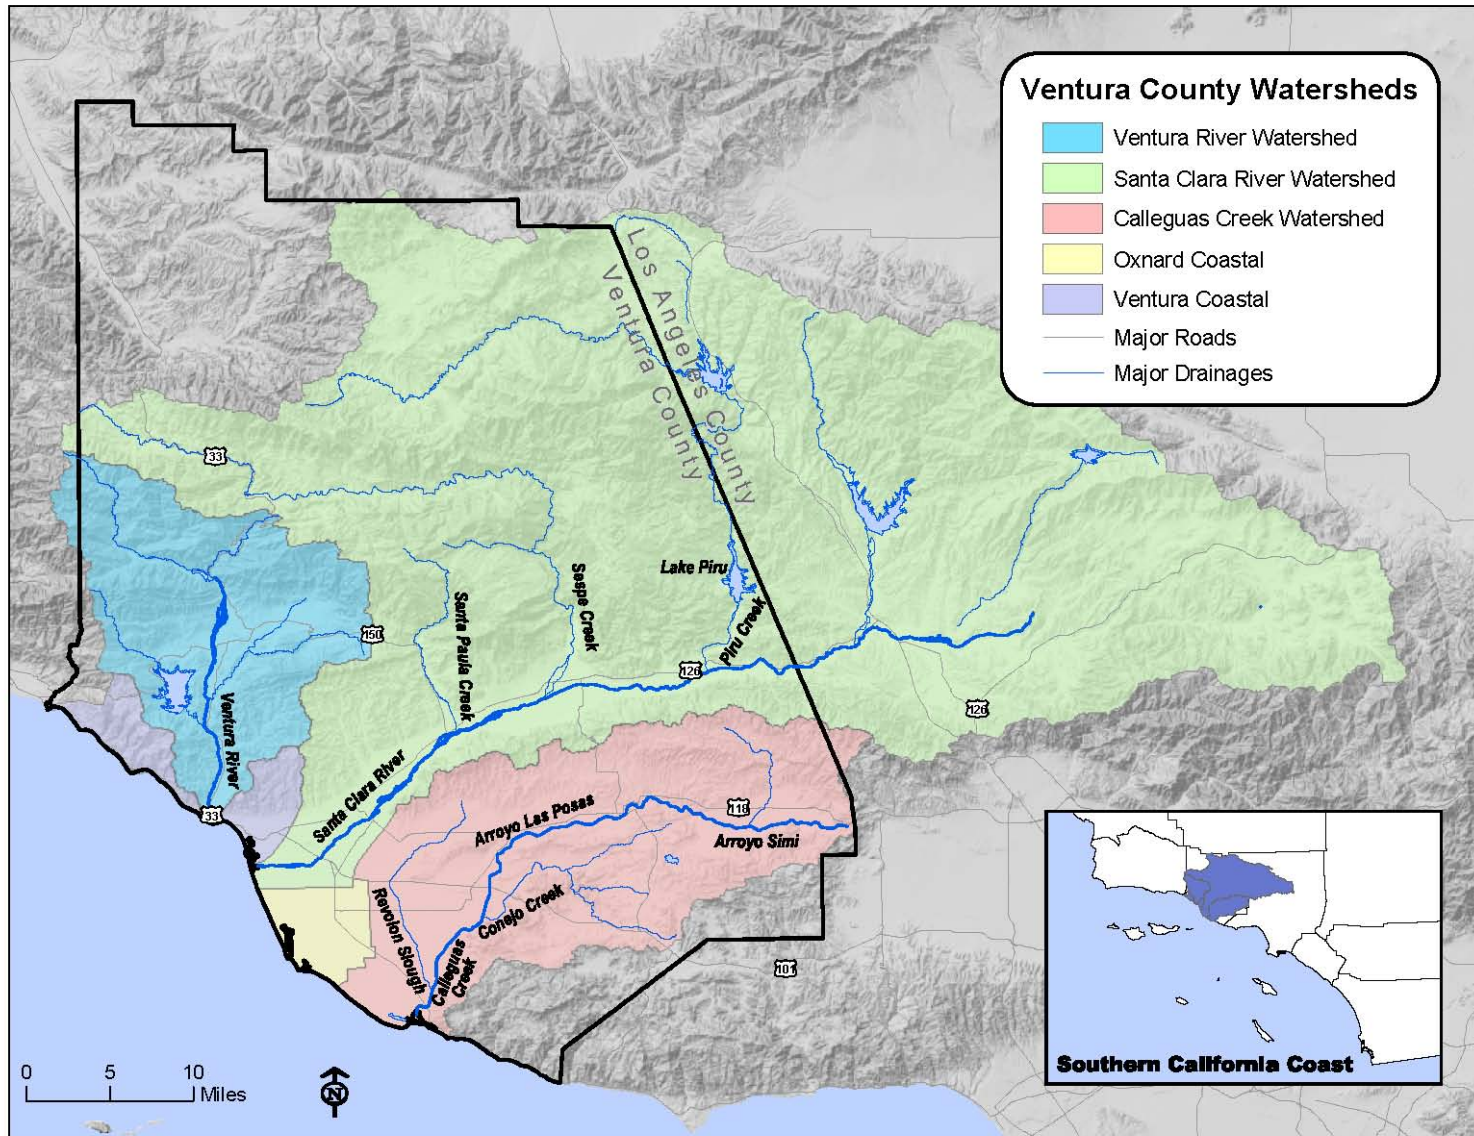 Ventura County Watersheds
Ventura River Watershed
Santa Clara River Watershed
Calleguas Creek Watershed
Oxnard Coastal
Ventura Coastal
Major Roads
Major Drainages
Los Angeles County
Ventura County
33
Lake Piru
Sespe Creek
Santa Paula Creek
150
Piru Creek
126
126
Ventura River
33
Santa Clara River
Arroyo Las Posas
118
Arroyo Simi
Revolon Slough
Conejo Creek
Calleguas
Creek
101
0 5 10
Miles
N
Southern California Coast